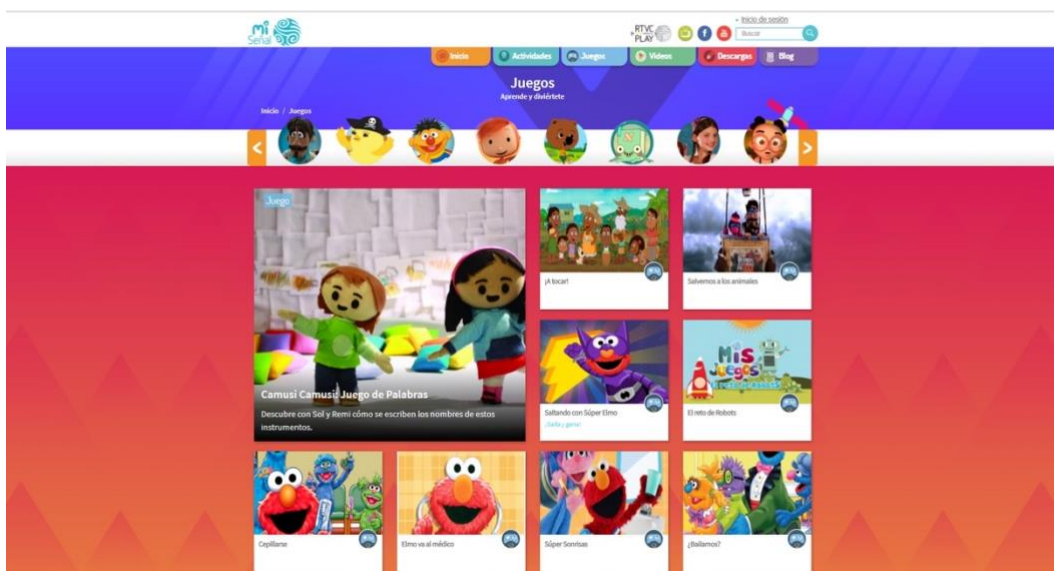 mi
Señal
RTVC
PLAY
Inicio de sesión
Buscar
Inicio
Actividades
Juegos
Videos
Descargas
Blog
Juegos
Aprende y diviértete
Inicio / Juegos
<
>
Juego
Camusi Camusi: Juego de Palabras
Descubre con Sol y Remi cómo se escriben los nombres de estos
instrumentos.
¡A tocar!
Salvemos a los animales
Saltando con Súper Elmo
¡Salta y gana!
MIS
JUEGOS
El reto de Robots
Cepillarse
Elmo va al médico
Súper Sonrisas
¿Bailamos?